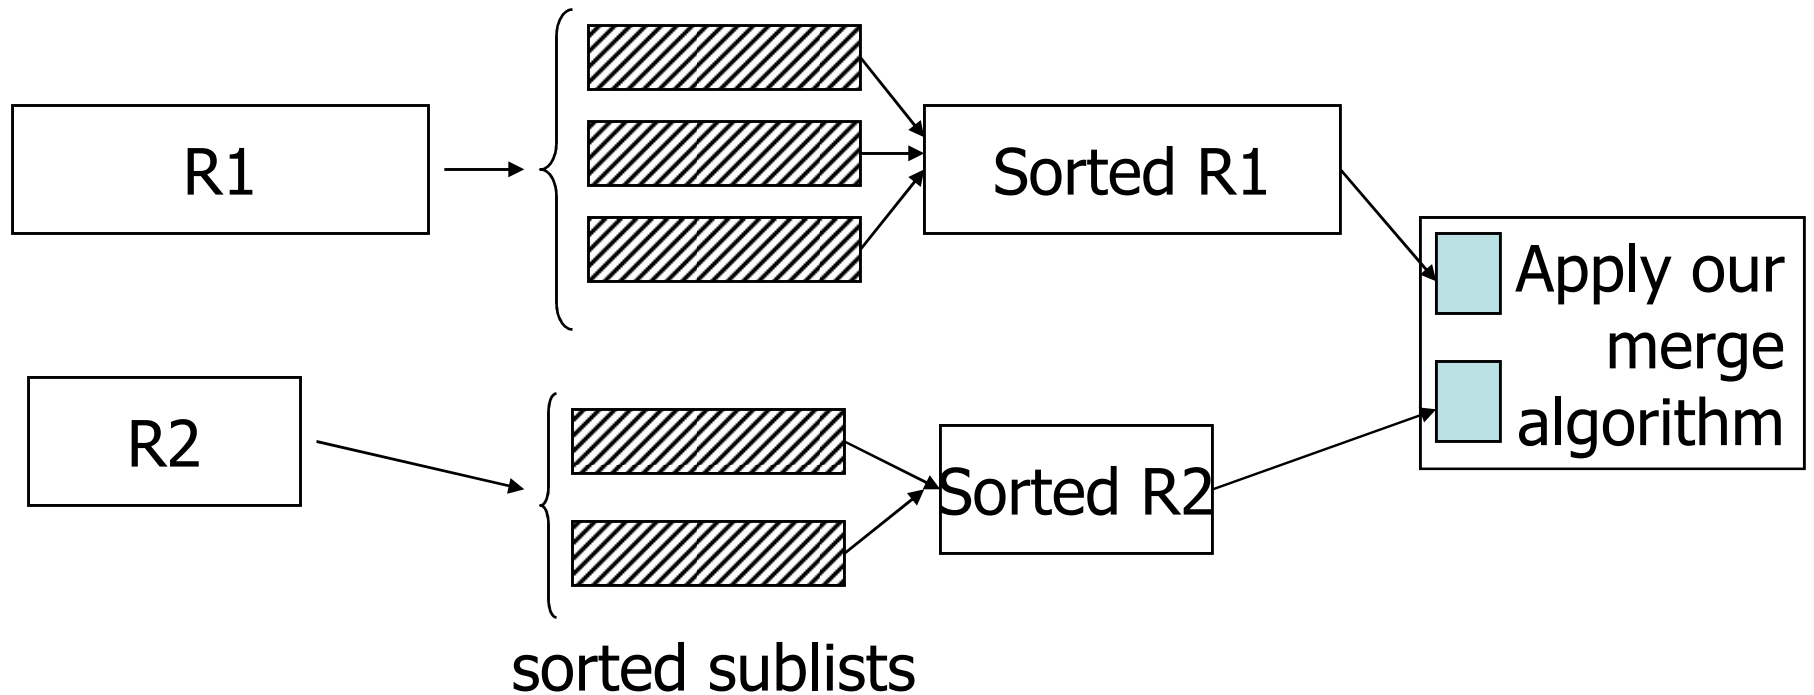 R1
Sorted R1
Apply our
merge
algorithm
R2
Sorted R2
sorted sublists